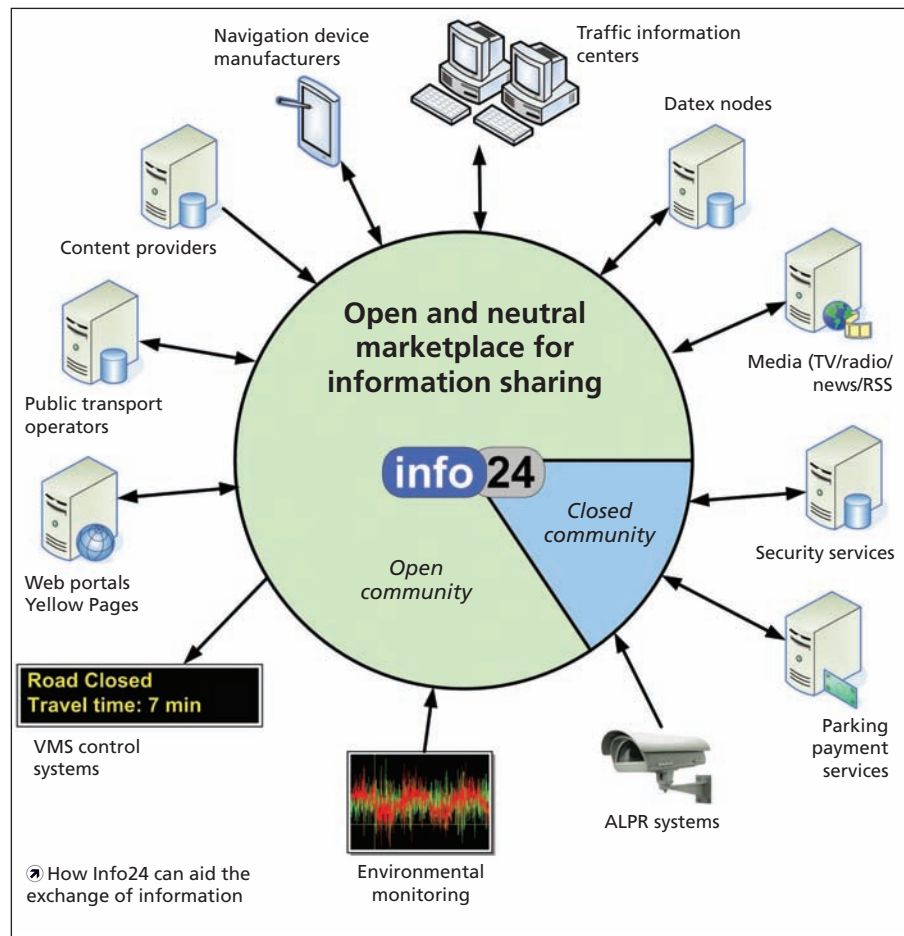 Navigation device
manufacturers
Traffic information
centers
Datex nodes
Content providers
Open and neutral
marketplace for
information sharing
Media (TV/radio/
news/RSS
Public transport
operators
info 24
Closed
community
Security services
Open
community
Web portals
Yellow Pages
Road Closed
Travel time: 7 min
VMS control
systems
Parking
payment
services
ALPR systems
Environmental
monitoring
How Info24 can aid the
exchange of information